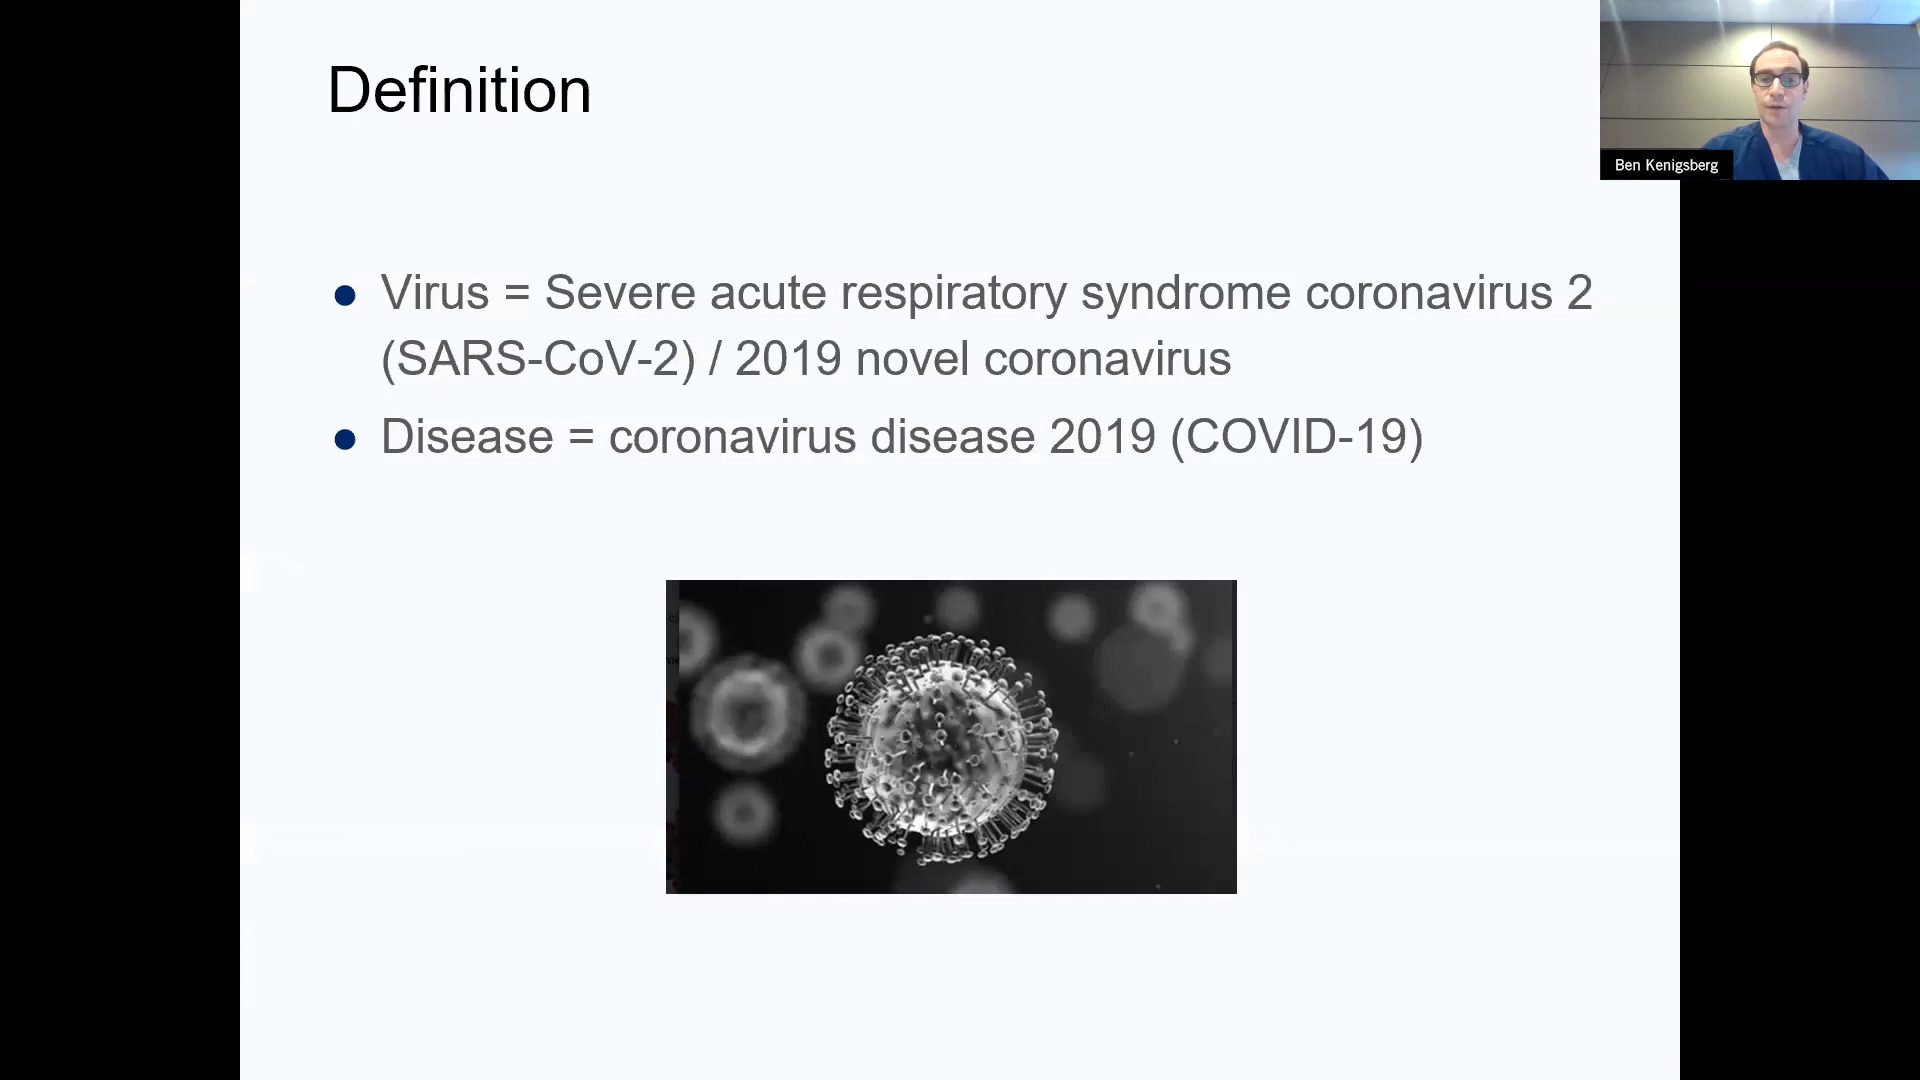 Definition
Ben Kenigsberg
● Virus = Severe acute respiratory syndrome coronavirus 2
(SARS-CoV-2) / 2019 novel coronavirus
● Disease = coronavirus disease 2019 (COVID-19)